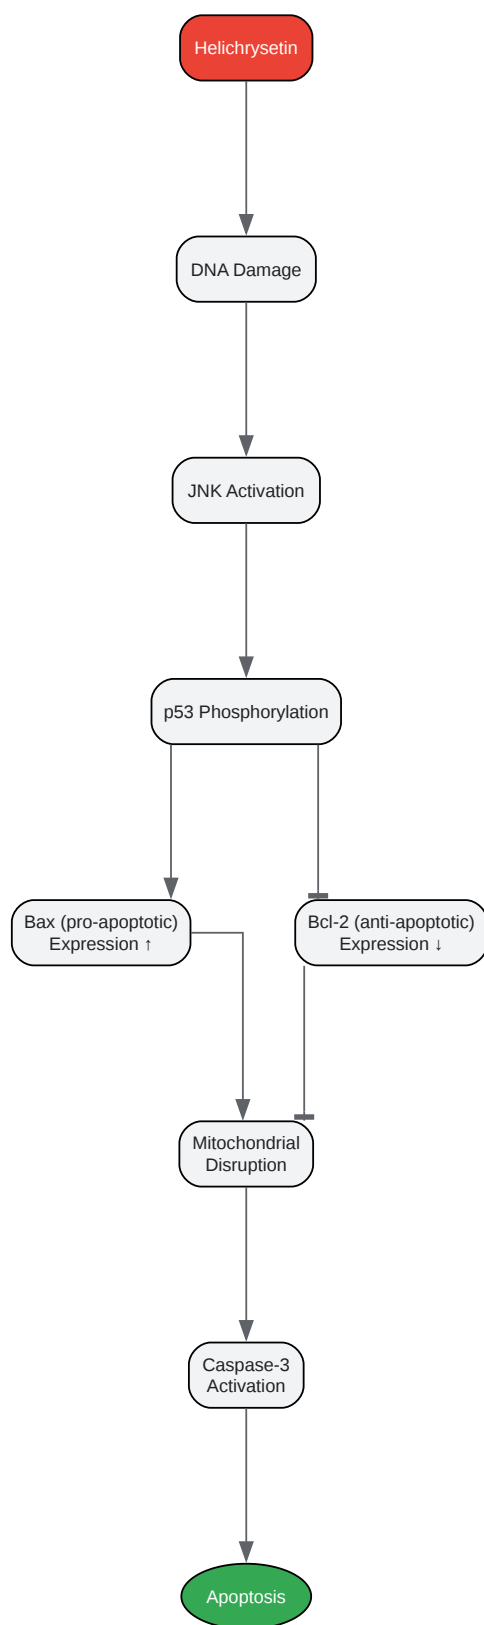 Helichrysetin
DNA Damage
JNK Activation
p53 Phosphorylation
Bax (pro-apoptotic)
Expression ↑
Bcl-2 (anti-apoptotic)
Expression ↓
Mitochondrial
Disruption
Caspase-3
Activation
Apoptosis